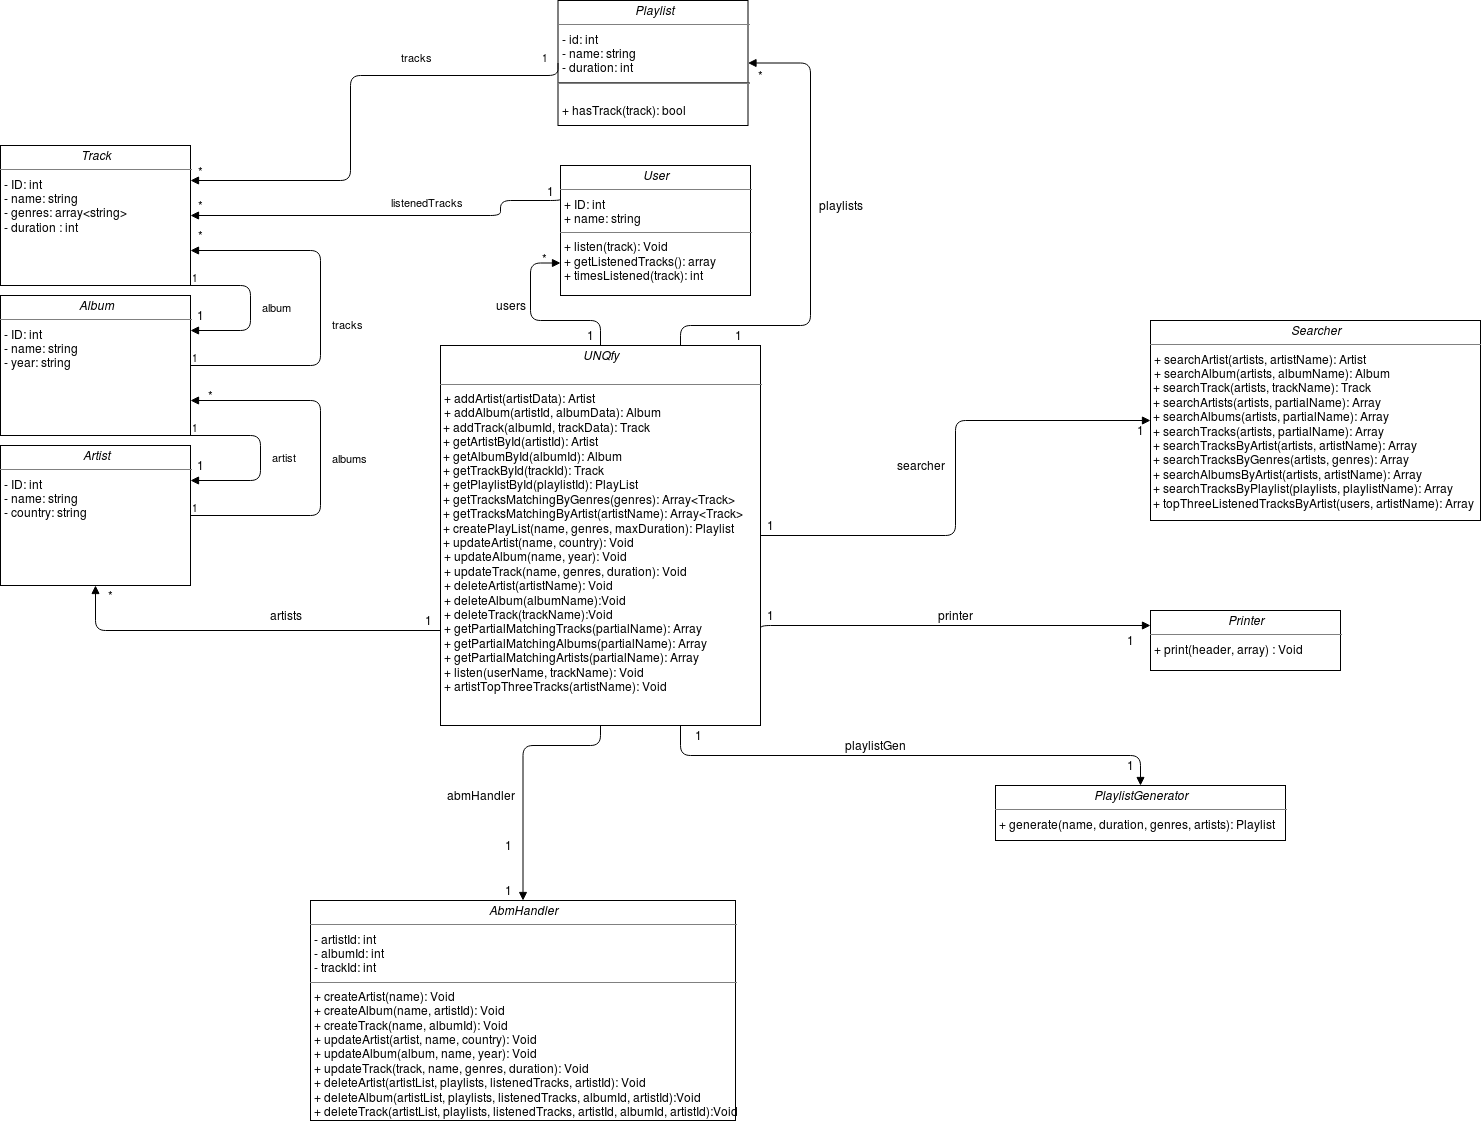 Playlist
- id: int
- name: string
- duration: int
+ hasTrack(track): bool
tracks
1
*
playlists
*
1
Track
- ID: int
- name: string
- genres: array<string>
- duration : int
*
*
*
1
User
+ ID: int
+ name: string
+ listen(track): Void
+ getListenedTracks(): array
+ timesListened(track): int
listenedTracks
1
*
users
1
Album
- ID: int
- name: string
- year: string
1
album
tracks
1
*
1
Artist
- ID: int
- name: string
- country: string
1
artist
albums
1
*
artists
1
UNQfy
+ addArtist(artistData): Artist
+ addAlbum(artistId, albumData): Album
+ addTrack(albumId, trackData): Track
+ getArtistById(artistId): Artist
+ getAlbumById(albumId): Album
+ getTrackById(trackId): Track
+ getPlaylistById(playlistId): PlayList
+ getTracksMatchingByGenres(genres): Array<Track>
+ getTracksMatchingByArtist(artistName): Array<Track>
+ createPlayList(name, genres, maxDuration): Playlist
+ updateArtist(name, country): Void
+ updateAlbum(name, year): Void
+ updateTrack(name, genres, duration): Void
+ deleteArtist(artistName): Void
+ deleteAlbum(albumName):Void
+ deleteTrack(trackName):Void
+ getPartialMatchingTracks(partialName): Array
+ getPartialMatchingAlbums(partialName): Array
+ getPartialMatchingArtists(partialName): Array
+ listen(userName, trackName): Void
+ artistTopThreeTracks(artistName): Void
searcher
1
1
Searcher
+ searchArtist(artists, artistName): Artist
+ searchAlbum(artists, albumName): Album
+ searchTrack(artists, trackName): Track
+ searchArtists(artists, partialName): Array
+ searchAlbums(artists, partialName): Array
+ searchTracks(artists, partialName): Array
+ searchTracksByArtist(artists, artistName): Array
+ searchTracksByGenres(artists, genres): Array
+ searchAlbumsByArtist(artists, artistName): Array
+ searchTracksByPlaylist(playlists, playlistName): Array
+ topThreeListenedTracksByArtist(users, artistName): Array
1
printer
1
Printer
+ print(header, array) : Void
1
playlistGen
1
PlaylistGenerator
+ generate(name, duration, genres, artists): Playlist
abmHandler
1
1
AbmHandler
- artistId: int
- albumId: int
- trackId: int
+ createArtist(name): Void
+ createAlbum(name, artistId): Void
+ createTrack(name, albumId): Void
+ updateArtist(artist, name, country): Void
+ updateAlbum(album, name, year): Void
+ updateTrack(track, name, genres, duration): Void
+ deleteArtist(artistList, playlists, listenedTracks, artistId): Void
+ deleteAlbum(artistList, playlists, listenedTracks, albumId, artistId):Void
+ deleteTrack(artistList, playlists, listenedTracks, artistId, albumId, artistId):Void